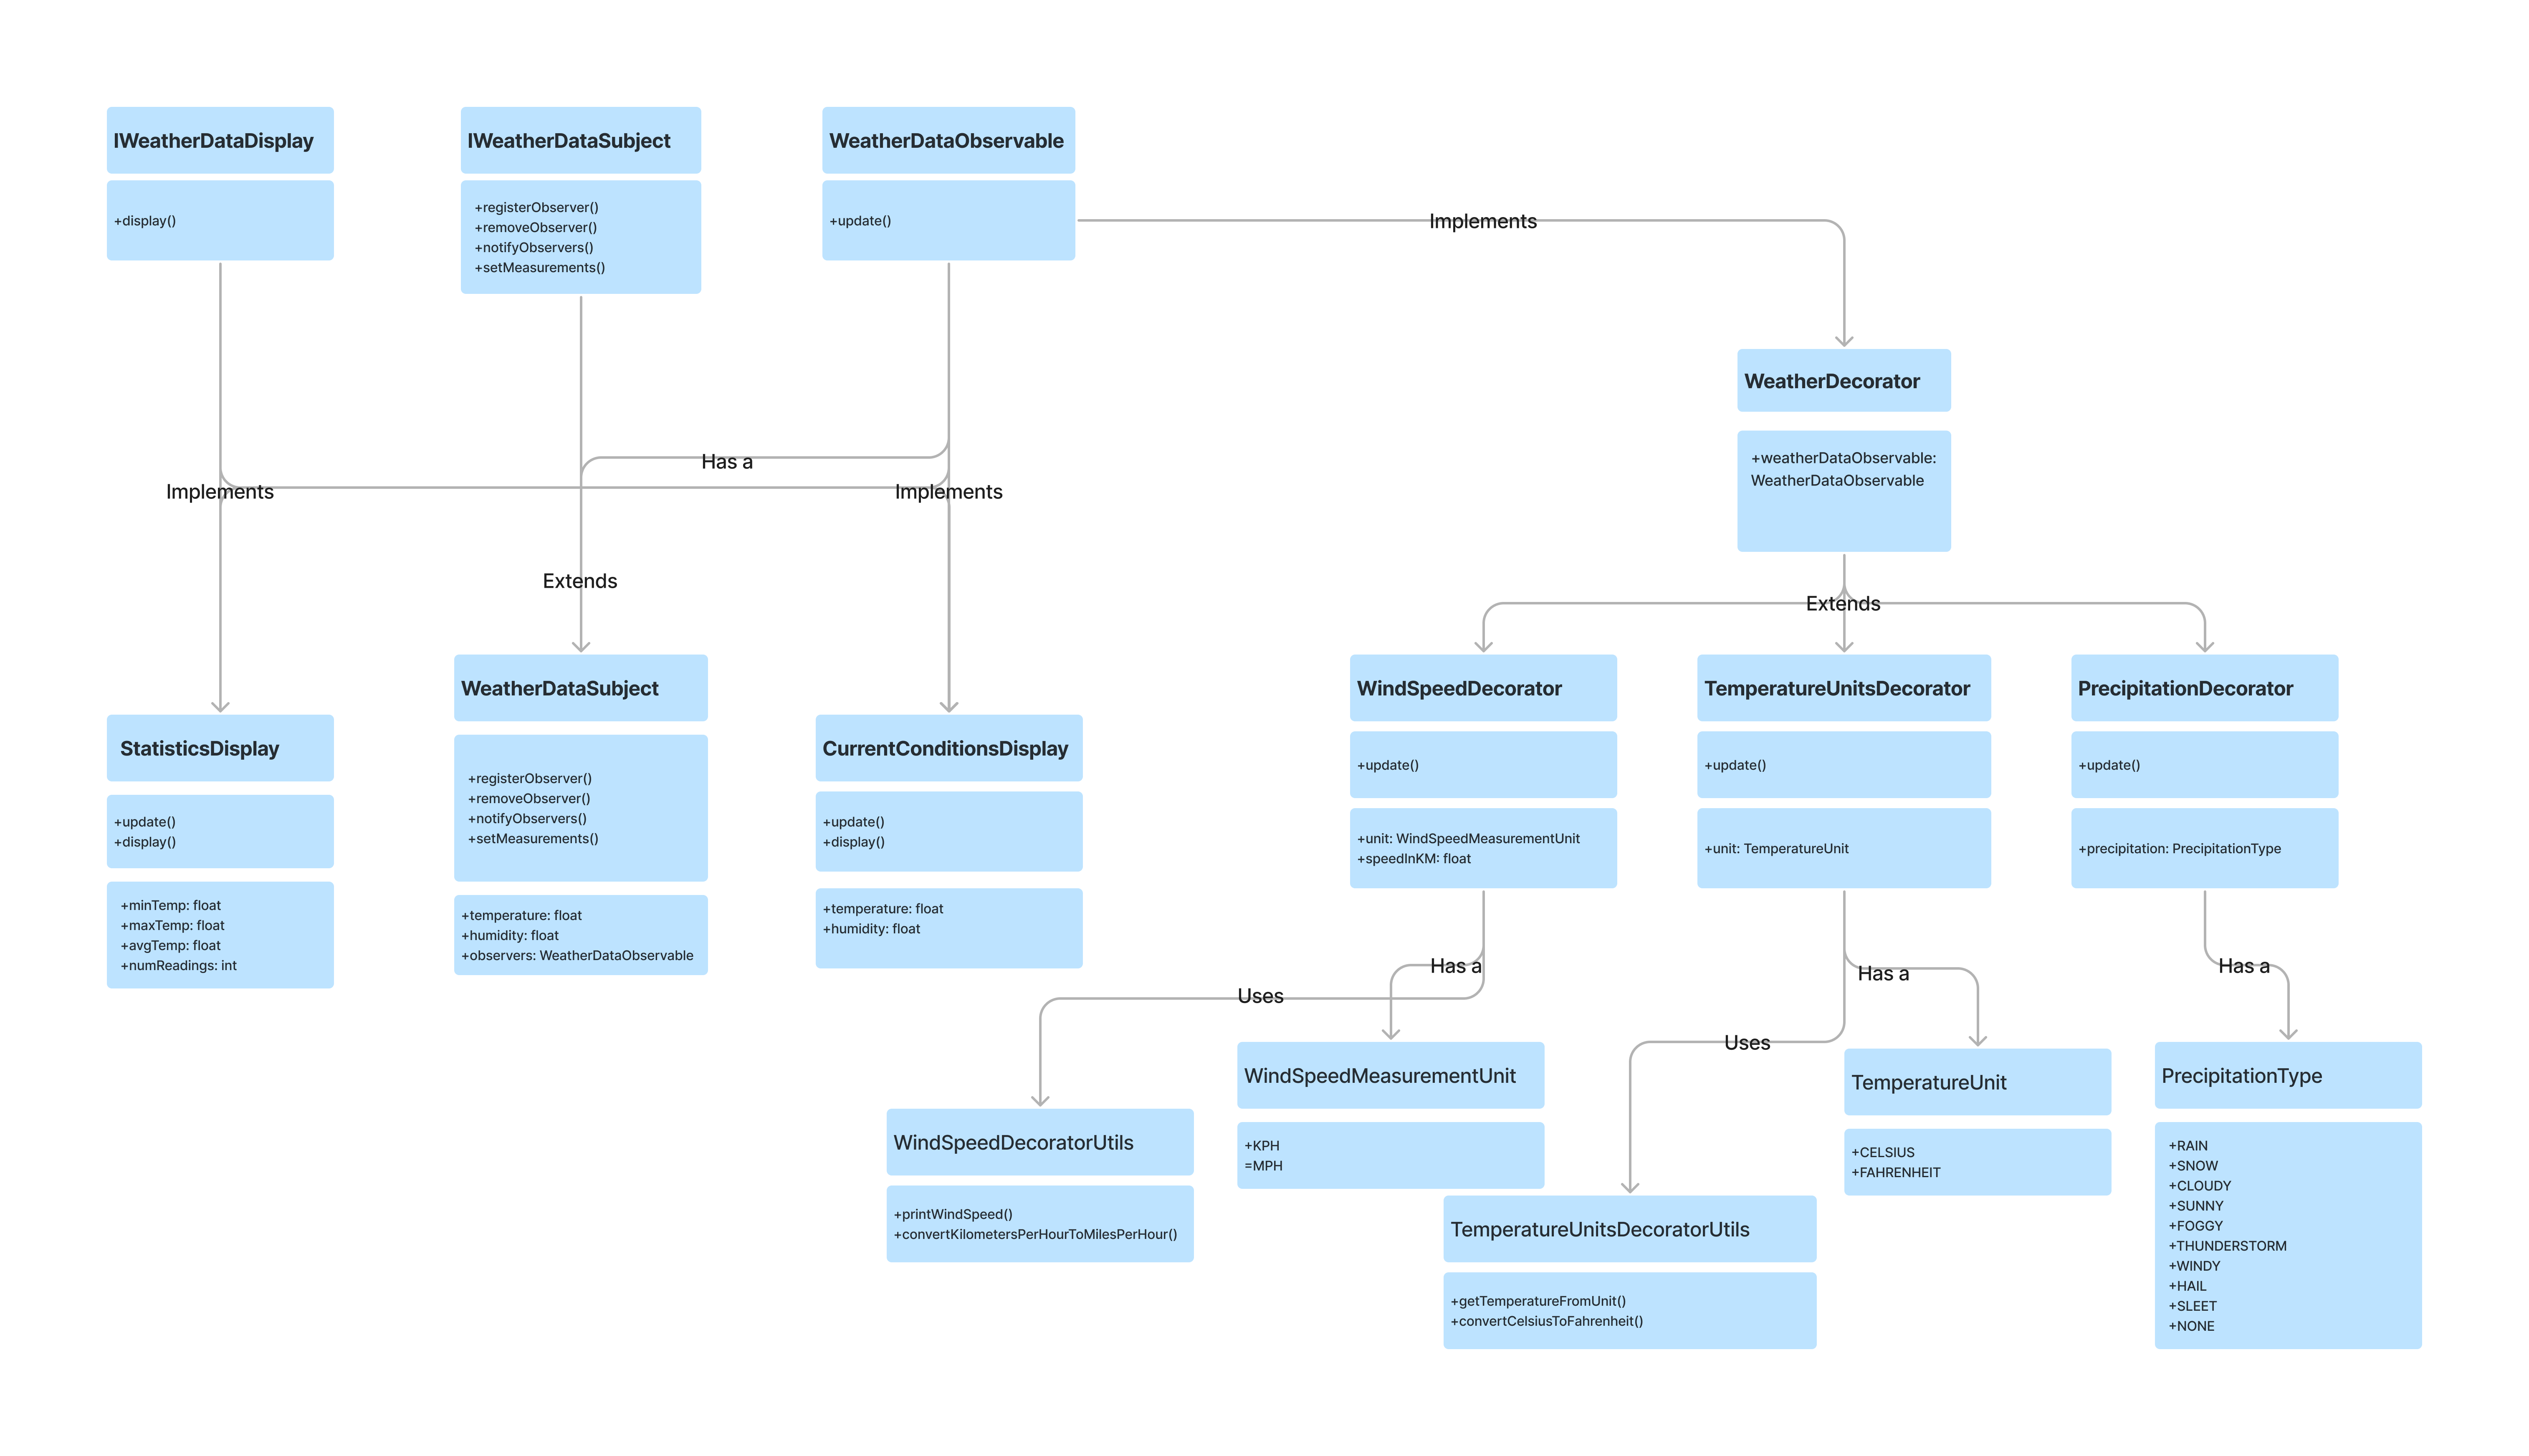 IWeatherDataDisplay
+display()
IWeatherDataSubject
+registerObserver()
+removeObserver()
+notifyObservers()
+setMeasurements()
WeatherDataObservable
+update()
Implements
WeatherDecorator
+weatherDataObservable:
WeatherDataObservable
Has a
Implements
Implements
Extends
Extends
StatisticsDisplay
+update()
+display()
+minTemp: float
+maxTemp: float
+avgTemp: float
+numReadings: int
WeatherDataSubject
+registerObserver()
+removeObserver()
+notifyObservers()
+setMeasurements()
+temperature: float
+humidity: float
+observers: WeatherDataObservable
CurrentConditionsDisplay
+update()
+display()
+temperature: float
+humidity: float
WindSpeedDecorator
+update()
+unit: WindSpeedMeasurementUnit
+speedInKM: float
TemperatureUnitsDecorator
+update()
+unit: TemperatureUnit
PrecipitationDecorator
+update()
+precipitation: PrecipitationType
Has a
Uses
Has a
Uses
Has a
WindSpeedDecoratorUtils
+printWindSpeed()
+convertKilometersPerHourToMilesPerHour()
WindSpeedMeasurementUnit
+KPH
=MPH
TemperatureUnitsDecoratorUtils
+getTemperatureFromUnit()
+convertCelsiusToFahrenheit()
TemperatureUnit
+CELSIUS
+FAHRENHEIT
PrecipitationType
+RAIN
+SNOW
+CLOUDY
+SUNNY
+FOGGY
+THUNDERSTORM
+WINDY
+HAIL
+SLEET
+NONE